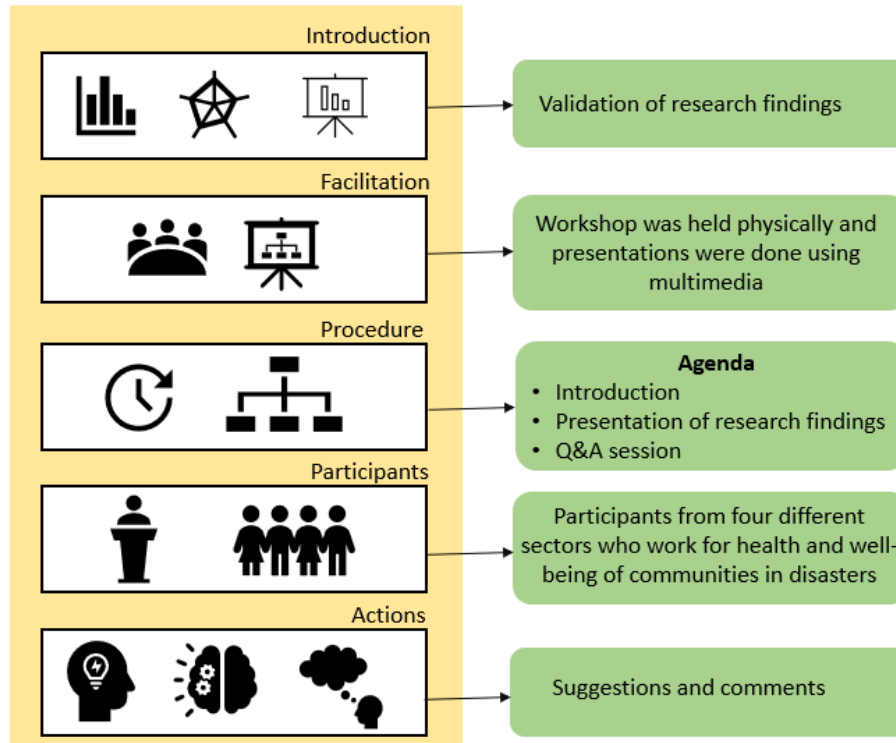 Introduction
Validation of research findings
Facilitation
Workshop was held physically and
presentations were done using
multimedia
Procedure
Agenda
• Introduction
• Presentation of research findings
• Q&A session
Participants
Participants from four different
sectors who work for health and well-
being of communities in disasters
Actions
Suggestions and comments